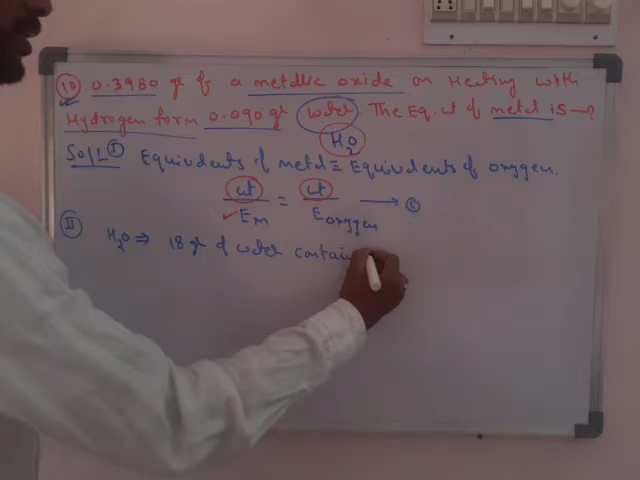 10 0.3980 gr of a metallic oxide on Heating with
Hydrogen form 0.090 gr water. The Eq. wt of metal is →?
H2O
Sol/ I Equivalents of metal = Equivalents of oxygen.
wt/EM = wt/Eoxygen → ①
II H2O ⇒ 18 gr of water contain